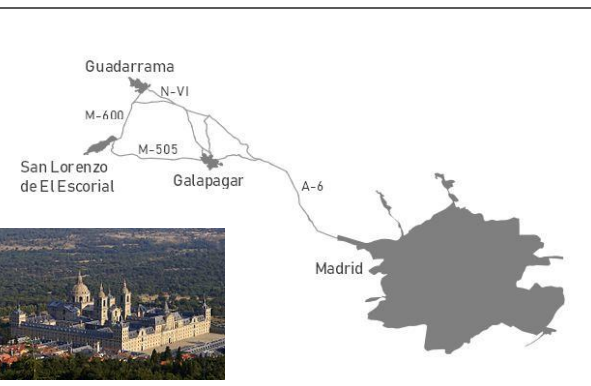 Guadarrama
N-VI
M-600
M-505
San Lorenzo
de El Escorial
Galapagar
A-6
Madrid